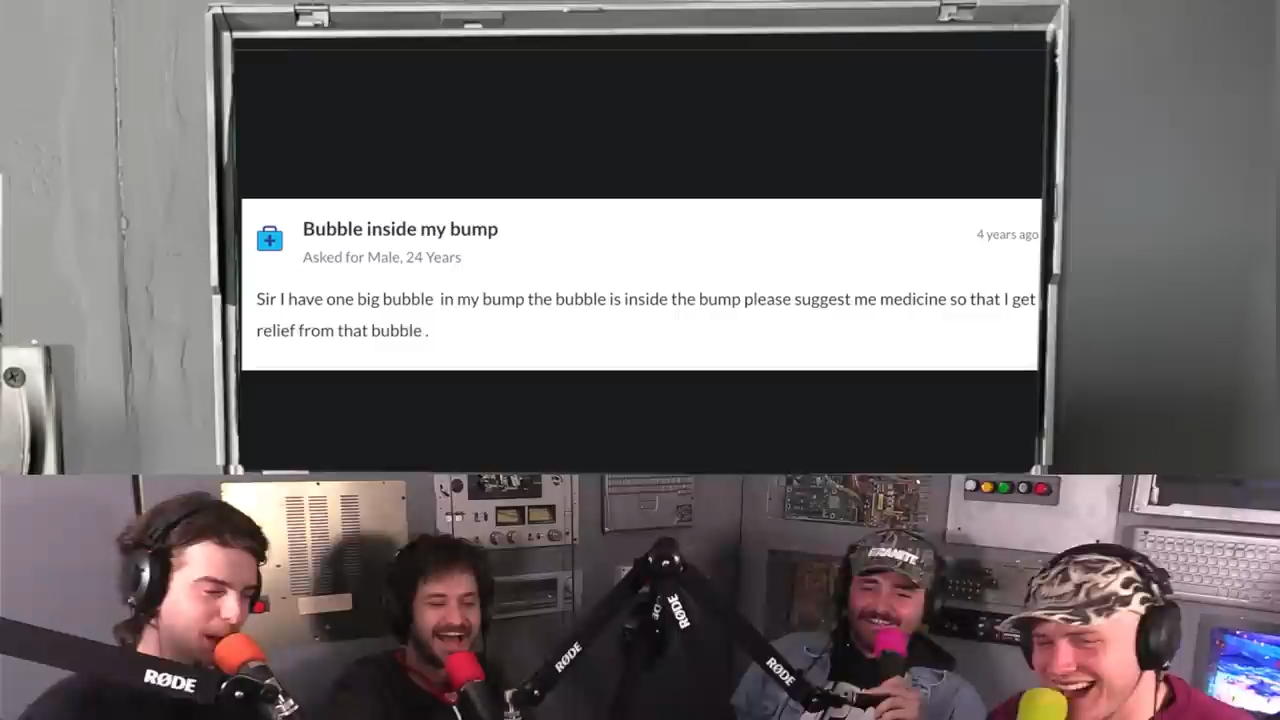 Bubble inside my bump
4 years ago
Asked for Male, 24 Years
Sir I have one big bubble in my bump the bubble is inside the bump please suggest me medicine so that I get
relief from that bubble .
GRANITE
RØDE
RØDE
RØDE
RØDE
RØDE